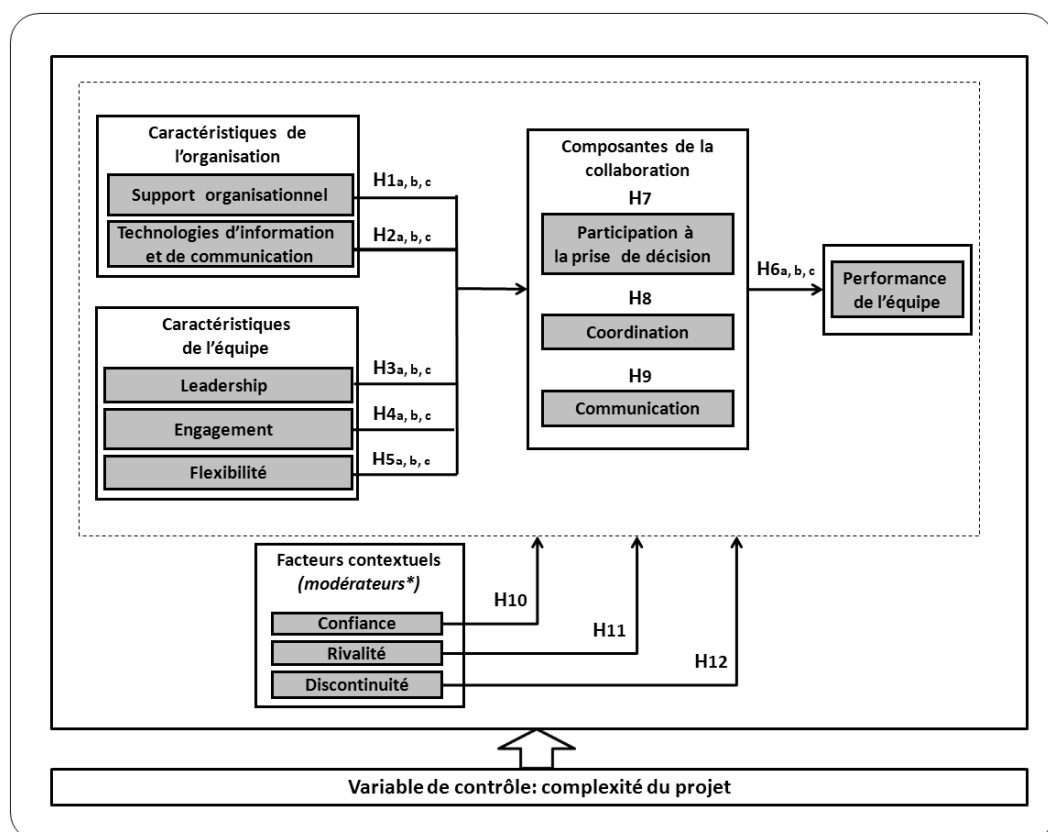 Caractéristiques de
l'organisation
Support organisationnel
Technologies d'information
et de communication
H1a, b, c
H2a, b, c
Caractéristiques
de l'équipe
Leadership
Engagement
Flexibilité
H3a, b, c
H4a, b, c
H5a, b, c
Composantes de la
collaboration
H7
Participation à
la prise de décision
H8
Coordination
H9
Communication
H6a, b, c
Performance
de l'équipe
Facteurs contextuels
(modérateurs*)
Confiance
Rivalité
Discontinuité
H10
H11
H12
Variable de contrôle: complexité du projet